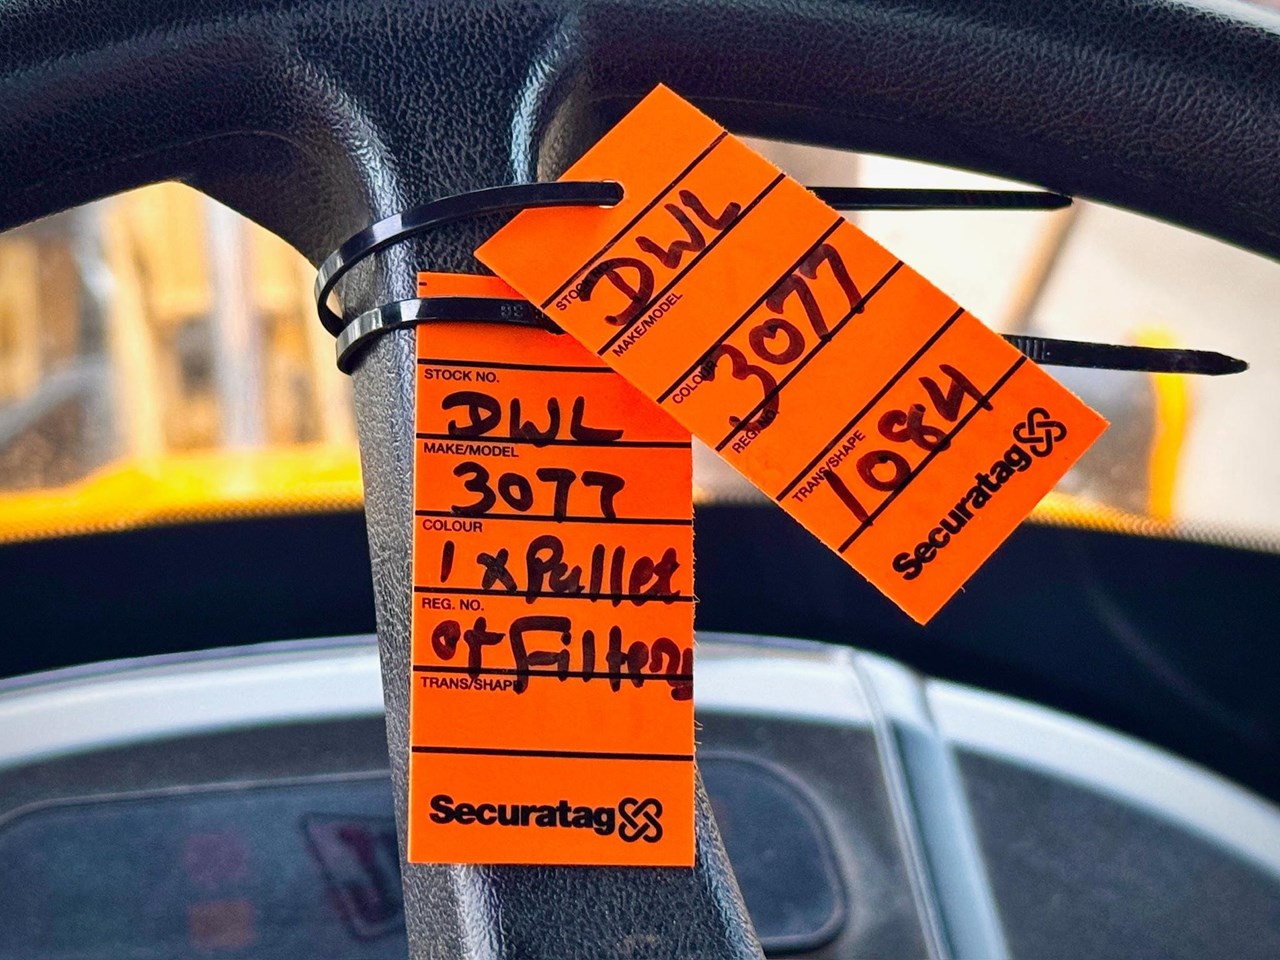 STOCK NO.
DWL
MAKE/MODEL
3077
COLOUR
1 x Pallet
REG. NO.
of Filters
TRANS/SHAPE
Securatag
DWL
MAKE/MODEL
COLOUR
3077
REG. NO.
TRANS/SHAPE
1084
Securatag